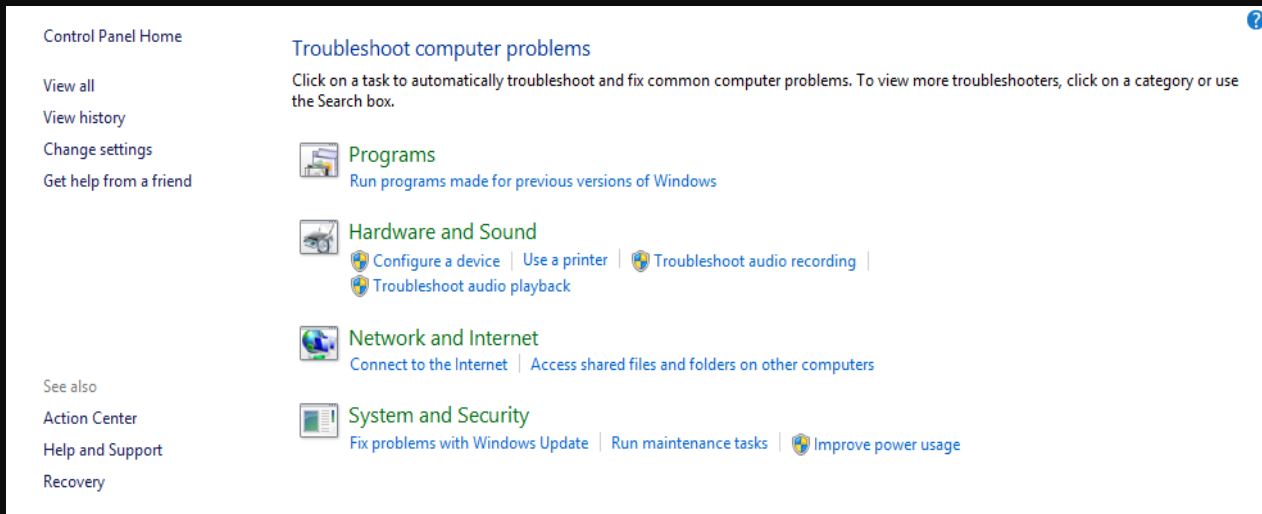 Control Panel Home
View all
View history
Change settings
Get help from a friend
See also
Action Center
Help and Support
Recovery
?
Troubleshoot computer problems
Click on a task to automatically troubleshoot and fix common computer problems. To view more troubleshooters, click on a category or use
the Search box.
Programs
Run programs made for previous versions of Windows
Hardware and Sound
Configure a device | Use a printer | Troubleshoot audio recording |
Troubleshoot audio playback
Network and Internet
Connect to the Internet | Access shared files and folders on other computers
System and Security
Fix problems with Windows Update | Run maintenance tasks | Improve power usage